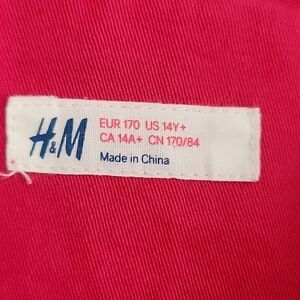 H&M
EUR 170 US 14Y+
CA 14A+ CN 170/84
Made in China